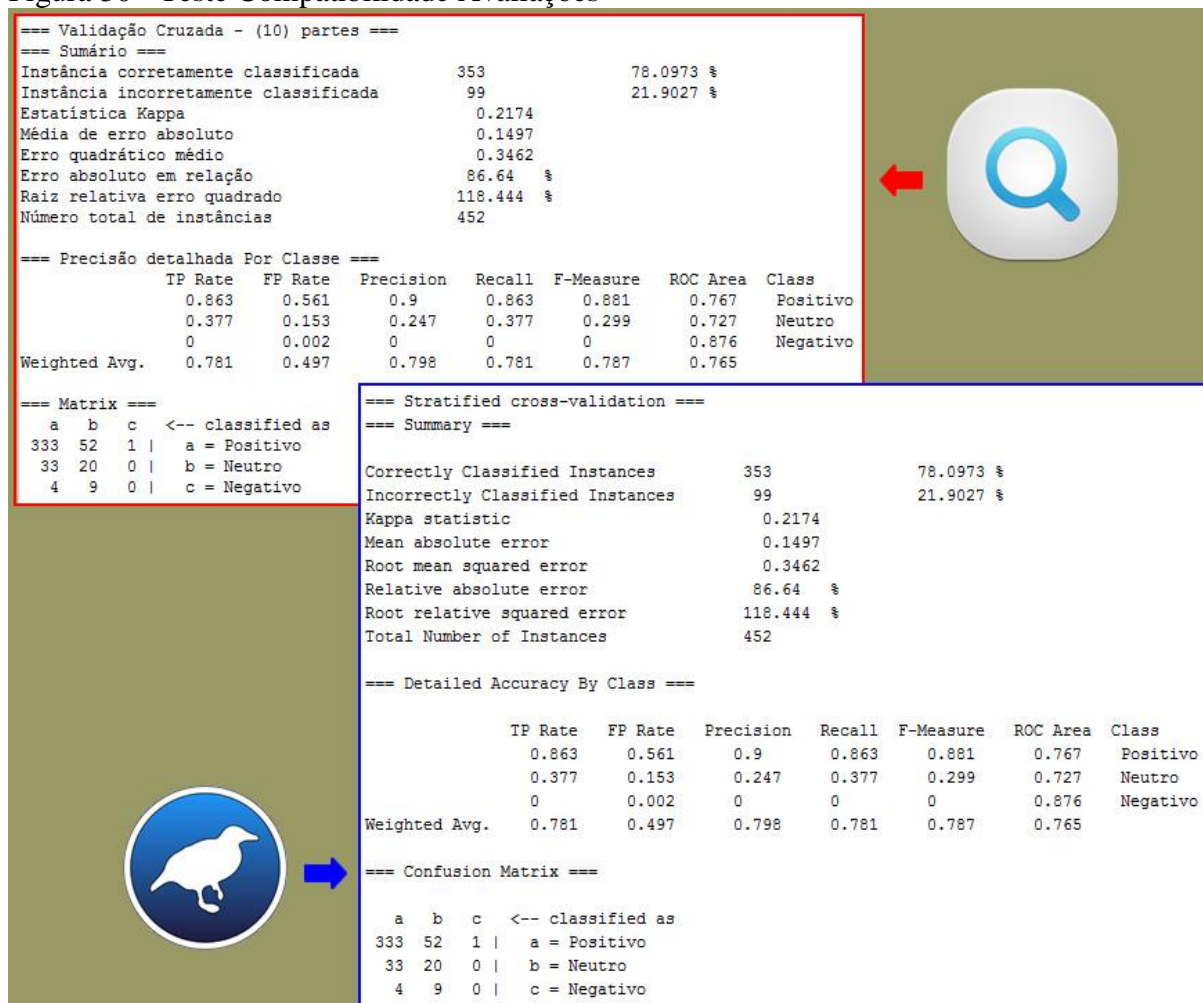 Figura 30 - Teste Compatibilidade Avaliações
=== Validação Cruzada - (10) partes ===
=== Sumário ===
Instância corretamente classificada 353 78.0973 %
Instância incorretamente classificada 99 21.9027 %
Estatística Kappa 0.2174
Média de erro absoluto 0.1497
Erro quadrático médio 0.3462
Erro absoluto em relação 86.64 %
Raiz relativa erro quadrado 118.444 %
Número total de instâncias 452
=== Precisão detalhada Por Classe ===
TP Rate FP Rate Precision Recall F-Measure ROC Area Class
0.863 0.561 0.9 0.863 0.881 0.767 Positivo
0.377 0.153 0.247 0.377 0.299 0.727 Neutro
0 0.002 0 0 0 0.876 Negativo
Weighted Avg. 0.781 0.497 0.798 0.781 0.787 0.765
=== Matrix ===
a b c <-- classified as
333 52 1 | a = Positivo
33 20 0 | b = Neutro
4 9 0 | c = Negativo
=== Stratified cross-validation ===
=== Summary ===
Correctly Classified Instances 353 78.0973 %
Incorrectly Classified Instances 99 21.9027 %
Kappa statistic 0.2174
Mean absolute error 0.1497
Root mean squared error 0.3462
Relative absolute error 86.64 %
Root relative squared error 118.444 %
Total Number of Instances 452
=== Detailed Accuracy By Class ===
TP Rate FP Rate Precision Recall F-Measure ROC Area Class
0.863 0.561 0.9 0.863 0.881 0.767 Positivo
0.377 0.153 0.247 0.377 0.299 0.727 Neutro
0 0.002 0 0 0 0.876 Negativo
Weighted Avg. 0.781 0.497 0.798 0.781 0.787 0.765
=== Confusion Matrix ===
a b c <-- classified as
333 52 1 | a = Positivo
33 20 0 | b = Neutro
4 9 0 | c = Negativo